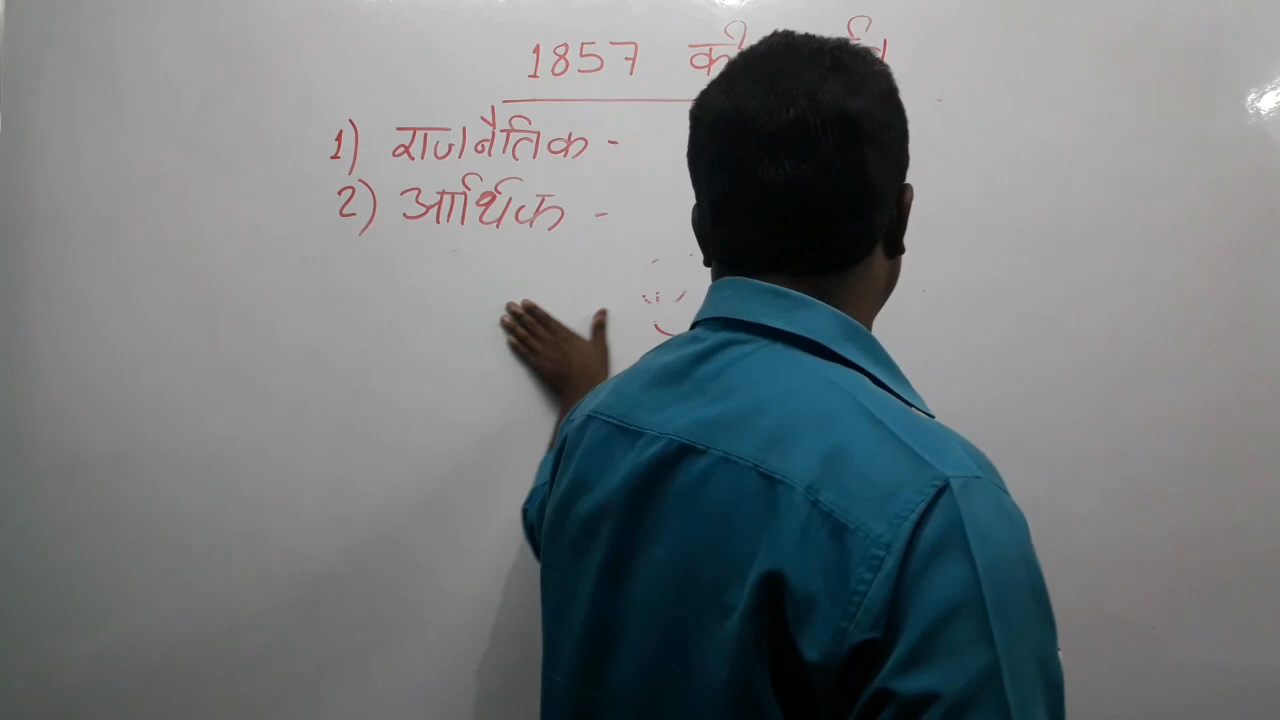 1857 की
1) राजनैतिक -
2) आर्थिक -